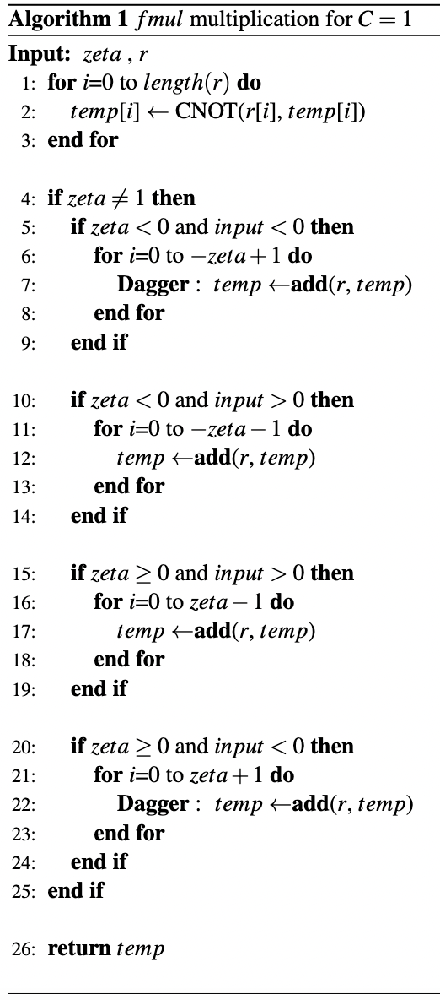 Algorithm 1 fmul multiplication for C = 1
Input: zeta , r
1: for i=0 to length(r) do
2: temp[i] ← CNOT(r[i], temp[i])
3: end for
4: if zeta ≠ 1 then
5: if zeta < 0 and input < 0 then
6: for i=0 to −zeta + 1 do
7: Dagger : temp ←add(r, temp)
8: end for
9: end if
10: if zeta < 0 and input > 0 then
11: for i=0 to −zeta − 1 do
12: temp ←add(r, temp)
13: end for
14: end if
15: if zeta ≥ 0 and input > 0 then
16: for i=0 to zeta − 1 do
17: temp ←add(r, temp)
18: end for
19: end if
20: if zeta ≥ 0 and input < 0 then
21: for i=0 to zeta + 1 do
22: Dagger : temp ←add(r, temp)
23: end for
24: end if
25: end if
26: return temp